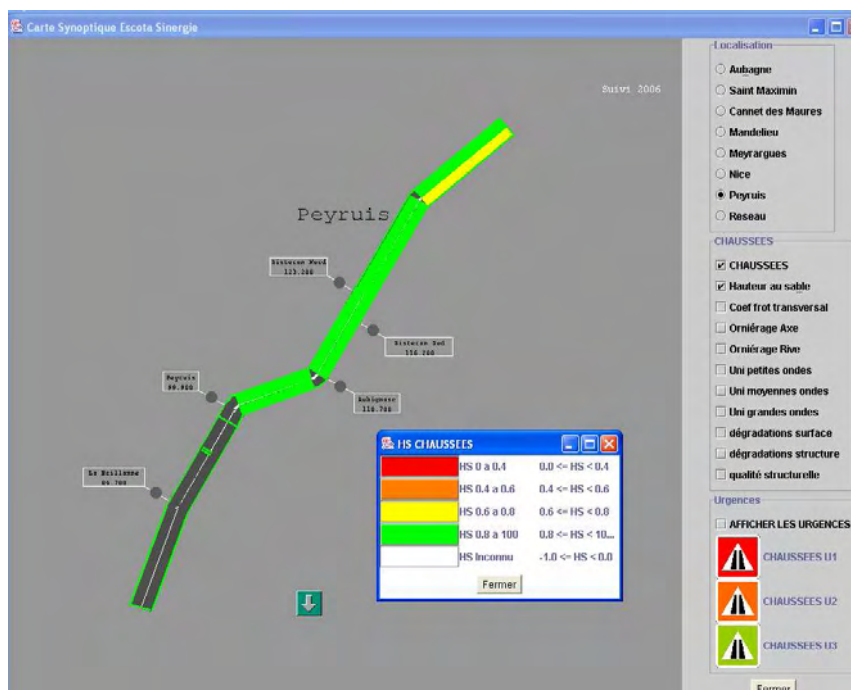 Carte Synoptique Escota Sinergie
Suivi 2006
Peyruis
Sisteron Nord
Sisteron Sud
Peyruis
Aubignosc
La Brillanne
HS CHAUSSEES
HS 0 a 0.4 0.0 <= HS < 0.4
HS 0.4 a 0.6 0.4 <= HS < 0.6
HS 0.6 a 0.8 0.6 <= HS < 0.8
HS 0.8 a 100 0.8 <= HS < 10...
HS Inconnu -1.0 <= HS < 0.0
Fermer
Localisation
Aubagne
Saint Maximin
Cannet des Maures
Mandelieu
Meyrargues
Nice
Peyruis
Reseau
CHAUSSEES
CHAUSSEES
Hauteur au sable
Coef frot transversal
Orniérage Axe
Orniérage Rive
Uni petites ondes
Uni moyennes ondes
Uni grandes ondes
dégradations surface
dégradations structure
qualité structurelle
Urgences
AFFICHER LES URGENCES
CHAUSSEES U1
CHAUSSEES U2
CHAUSSEES U3
Fermer